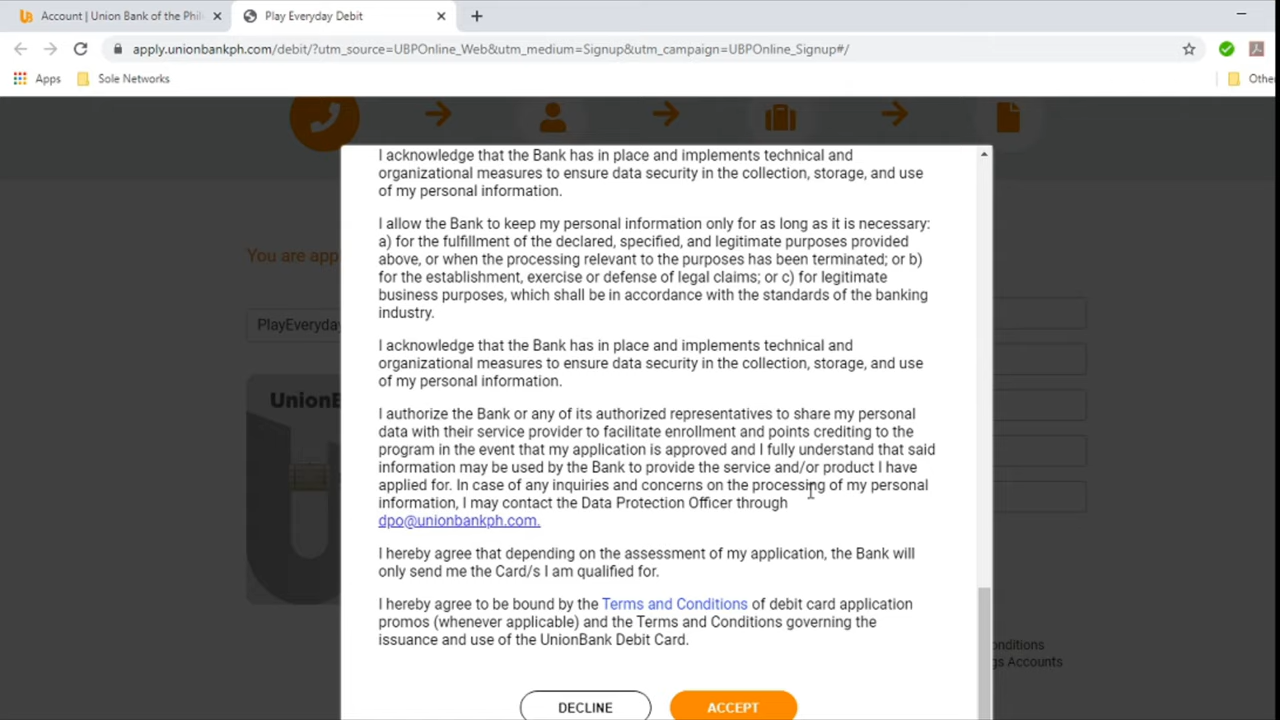 Account | Union Bank of the Phil
Play Everyday Debit
apply.unionbankph.com/debit/?utm_source=UBPOnline_Web&utm_medium=Signup&utm_campaign=UBPOnline_Signup#/
Apps
Sole Networks
Othe
I acknowledge that the Bank has in place and implements technical and
organizational measures to ensure data security in the collection, storage, and use
of my personal information.
I allow the Bank to keep my personal information only for as long as it is necessary:
a) for the fulfillment of the declared, specified, and legitimate purposes provided
above, or when the processing relevant to the purposes has been terminated; or b)
for the establishment, exercise or defense of legal claims; or c) for legitimate
business purposes, which shall be in accordance with the standards of the banking
industry.
I acknowledge that the Bank has in place and implements technical and
organizational measures to ensure data security in the collection, storage, and use
of my personal information.
I authorize the Bank or any of its authorized representatives to share my personal
data with their service provider to facilitate enrollment and points crediting to the
program in the event that my application is approved and I fully understand that said
information may be used by the Bank to provide the service and/or product I have
applied for. In case of any inquiries and concerns on the processing of my personal
information, I may contact the Data Protection Officer through
dpo@unionbankph.com.
I hereby agree that depending on the assessment of my application, the Bank will
only send me the Card/s I am qualified for.
I hereby agree to be bound by the Terms and Conditions of debit card application
promos (whenever applicable) and the Terms and Conditions governing the
issuance and use of the UnionBank Debit Card.
DECLINE
ACCEPT
You are app
PlayEveryday
UnionB
onditions
gs Accounts